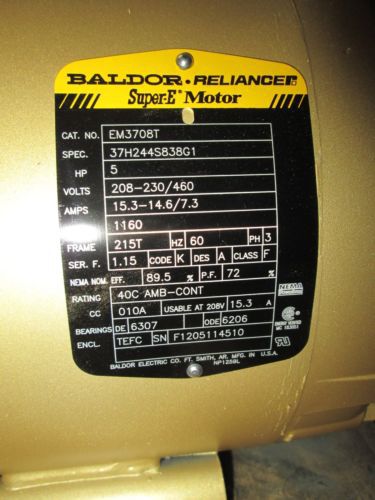 BALDOR • RELIANCE
Super-E™ Motor
CAT. NO. EM3708T
SPEC. 37H244S838G1
HP 5
VOLTS 208-230/460
AMPS 15.3-14.6/7.3
1160
FRAME 215T HZ 60 PH 3
SER. F. 1.15 CODE K DES A CLASS F
NEMA NOM. EFF. 89.5 % P.F. 72 %
RATING 40C AMB-CONT
CC 010A USABLE AT 208V 15.3 A
BEARINGS DE 6307 ODE 6206
ENCL. TEFC SN F1205114510
BALDOR ELECTRIC CO. FT. SMITH, AR. MFG. IN U.S.A.
NP1256L
NEMA